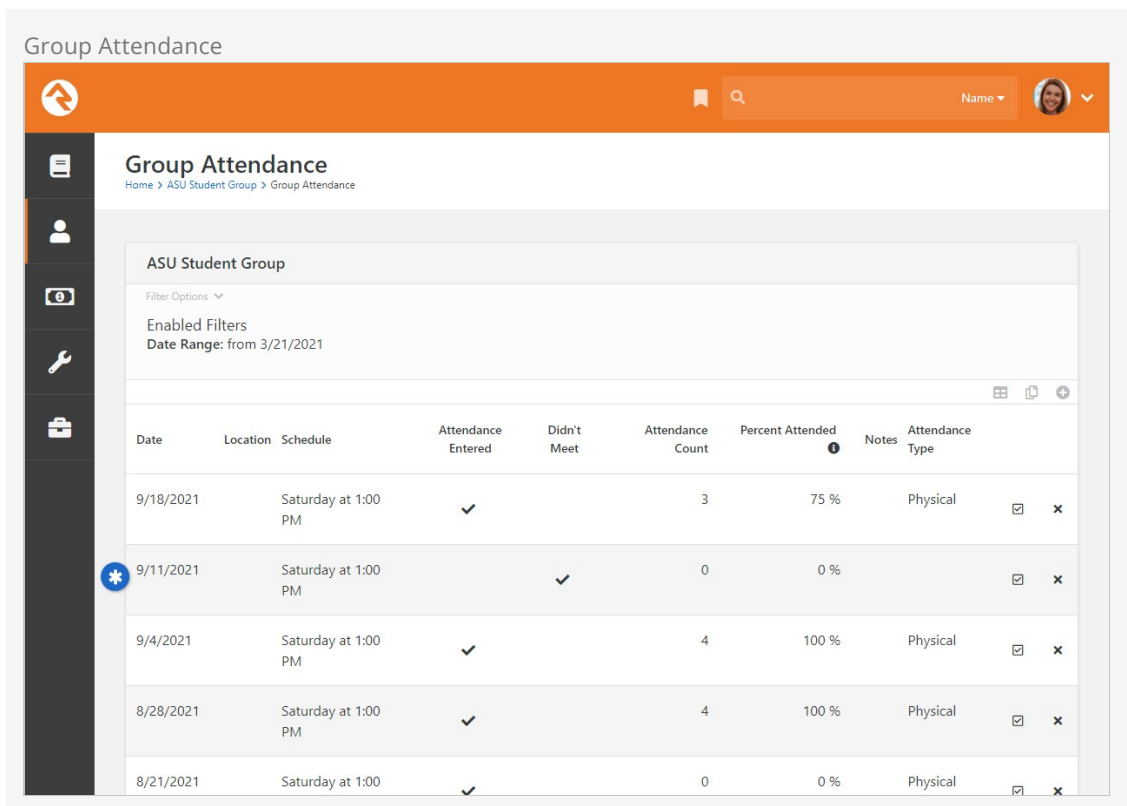 Group Attendance
Name
Group Attendance
Home > ASU Student Group > Group Attendance
ASU Student Group
Filter Options
Enabled Filters
Date Range: from 3/21/2021
Date Location Schedule Attendance Entered Didn't Meet Attendance Count Percent Attended Notes Attendance Type
9/18/2021 Saturday at 1:00 PM 3 75 % Physical
9/11/2021 Saturday at 1:00 PM 0 0 %
9/4/2021 Saturday at 1:00 PM 4 100 % Physical
8/28/2021 Saturday at 1:00 PM 4 100 % Physical
8/21/2021 Saturday at 1:00 0 0 % Physical